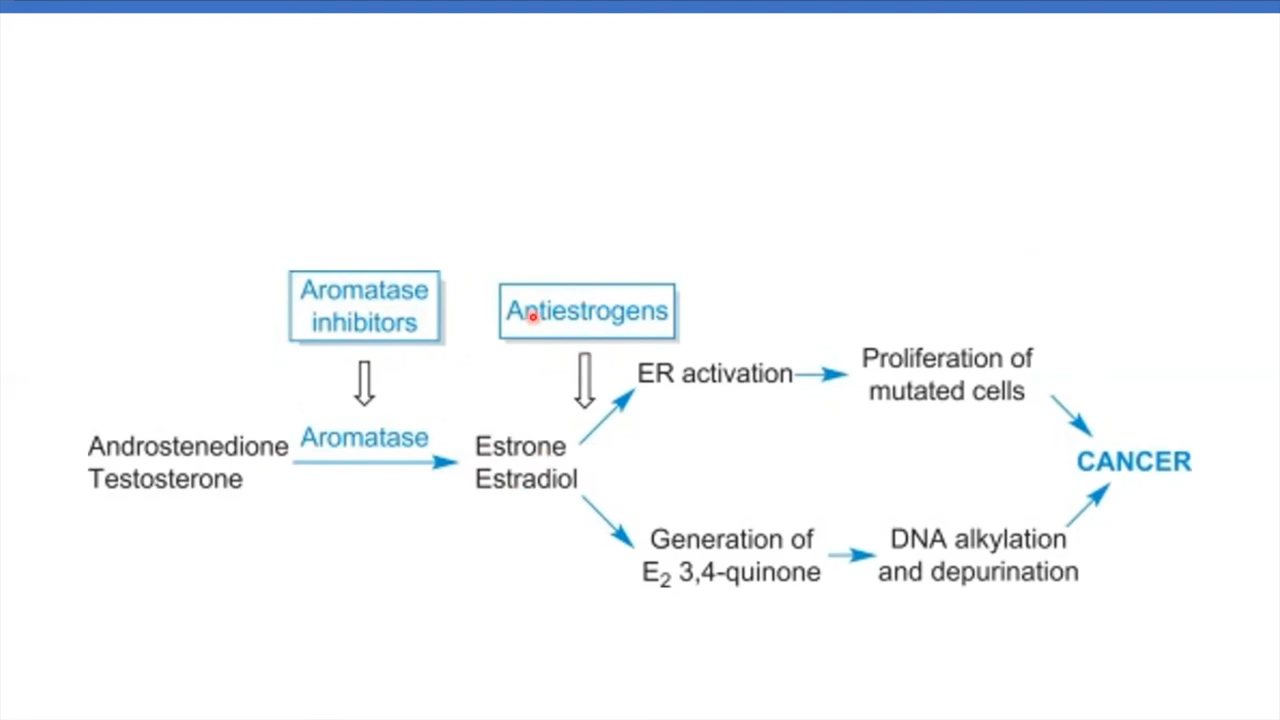 Aromatase
inhibitors
Antiestrogens
Androstenedione
Testosterone
Aromatase
Estrone
Estradiol
ER activation
Proliferation of
mutated cells
Generation of
E₂ 3,4-quinone
DNA alkylation
and depurination
CANCER